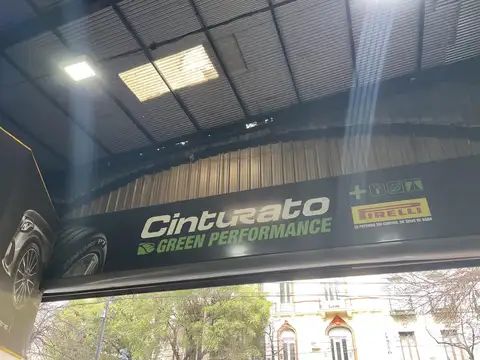 Cinturato
GREEN PERFORMANCE
+
PIRELLI